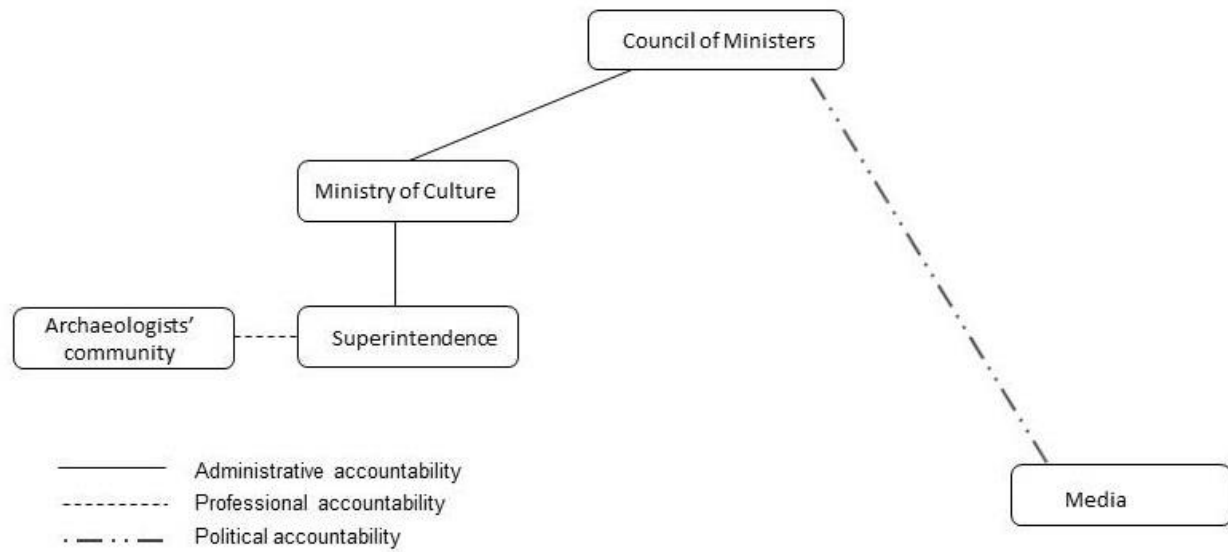 Council of Ministers
Ministry of Culture
Archaeologists’
community
Superintendence
Administrative accountability
Professional accountability
Political accountability
Media